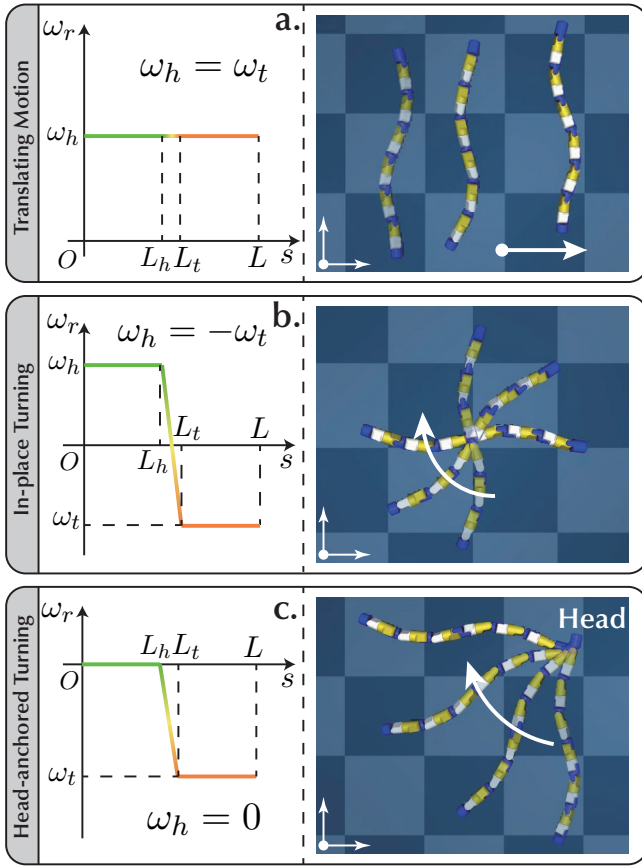 Translating Motion
a.
ω_r
ω_h = ω_t
ω_h
O
L_h L_t
L
s
In-place Turning
b.
ω_r
ω_h = −ω_t
ω_h
L_t
L
O
L_h
s
ω_t
Head-anchored Turning
c.
ω_r
L_h L_t
L
O
s
ω_t
ω_h = 0
Head